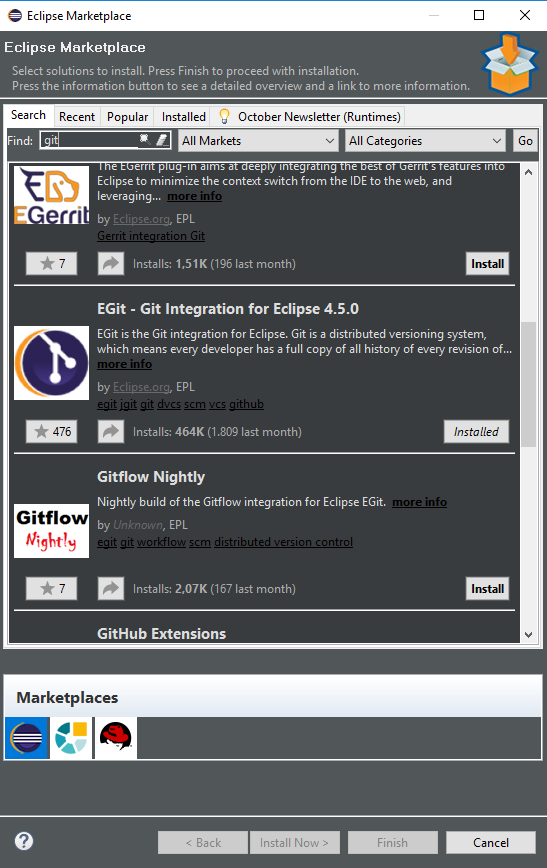 Eclipse Marketplace
Eclipse Marketplace
Select solutions to install. Press Finish to proceed with installation.
Press the information button to see a detailed overview and a link to more information.
Search Recent Popular Installed October Newsletter (Runtimes)
Find: git All Markets All Categories Go
The EGerrit plug-in aims at deeply integrating the best of Gerrit's features into
Eclipse to minimize the context switch from the IDE to the web, and
leveraging... more info
EGerrit
by Eclipse.org, EPL
Gerrit integration Git
7 Installs: 1,51K (196 last month) Install
EGit - Git Integration for Eclipse 4.5.0
EGit is the Git integration for Eclipse. Git is a distributed versioning system,
which means every developer has a full copy of all history of every revision of...
more info
by Eclipse.org, EPL
egit jgit git dvcs scm vcs github
476 Installs: 464K (1.809 last month) Installed
Gitflow Nightly
Nightly build of the Gitflow integration for Eclipse EGit. more info
Gitflow
Nightly
by Unknown, EPL
egit git workflow scm distributed version control
7 Installs: 2,07K (167 last month) Install
GitHub Extensions
Marketplaces
? < Back Install Now > Finish Cancel